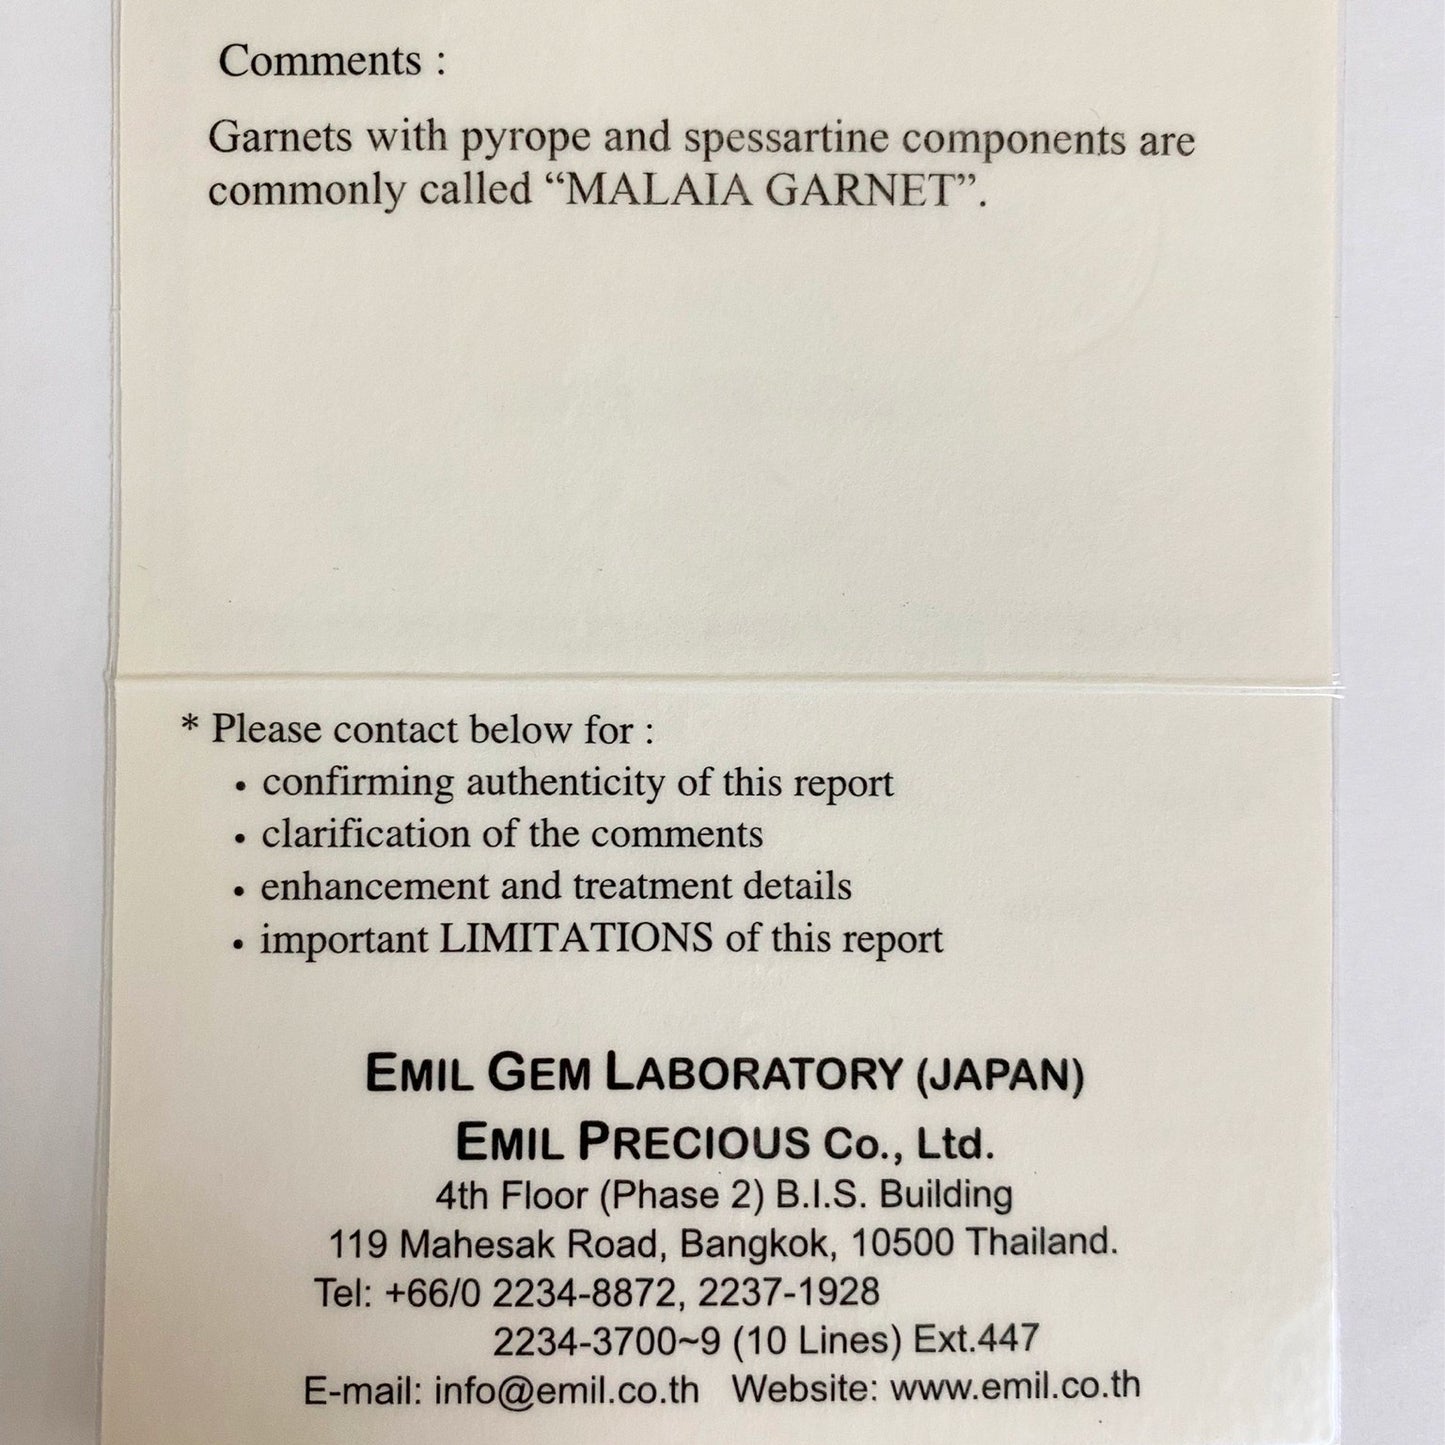 Comments :
Garnets with pyrope and spessartine components are
commonly called “MALAIA GARNET”.
* Please contact below for :
• confirming authenticity of this report
• clarification of the comments
• enhancement and treatment details
• important LIMITATIONS of this report
EMIL GEM LABORATORY (JAPAN)
EMIL PRECIOUS Co., Ltd.
4th Floor (Phase 2) B.I.S. Building
119 Mahesak Road, Bangkok, 10500 Thailand.
Tel: +66/0 2234-8872, 2237-1928
2234-3700~9 (10 Lines) Ext.447
E-mail: info@emil.co.th Website: www.emil.co.th